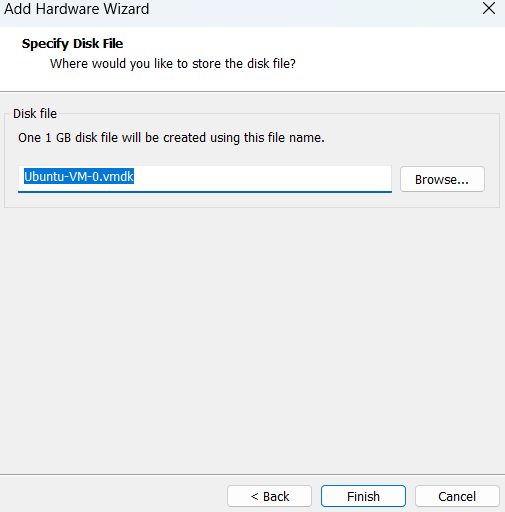 Add Hardware Wizard
Specify Disk File
Where would you like to store the disk file?
Disk file
One 1 GB disk file will be created using this file name.
Ubuntu-VM-0.vmdk
Browse...
< Back
Finish
Cancel